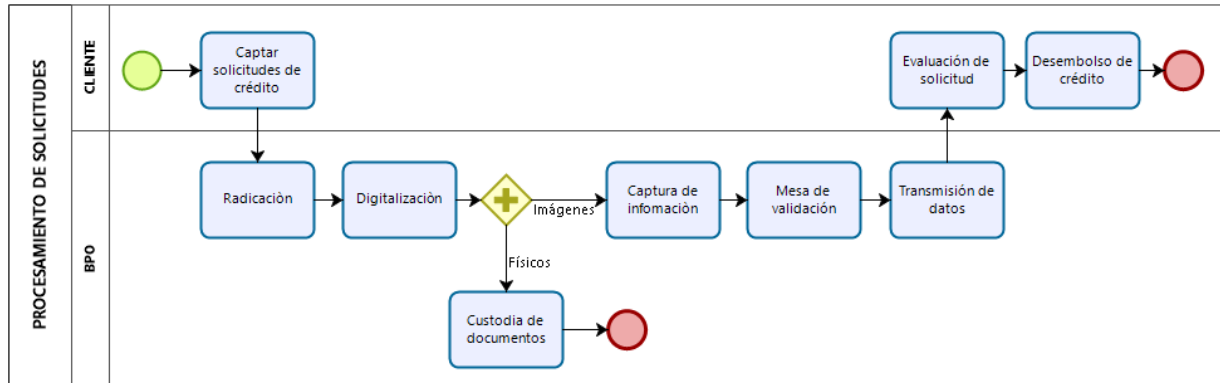 PROCESAMIENTO DE SOLICITUDES
CLIENTE
Captar
solicitudes de
crédito
Evaluación de
solicitud
Desembolso de
crédito
BPO
Radicaciòn
Digitalizaciòn
Imágenes
Captura de
infomaciòn
Mesa de
validación
Transmisión de
datos
Físicos
Custodia de
documentos